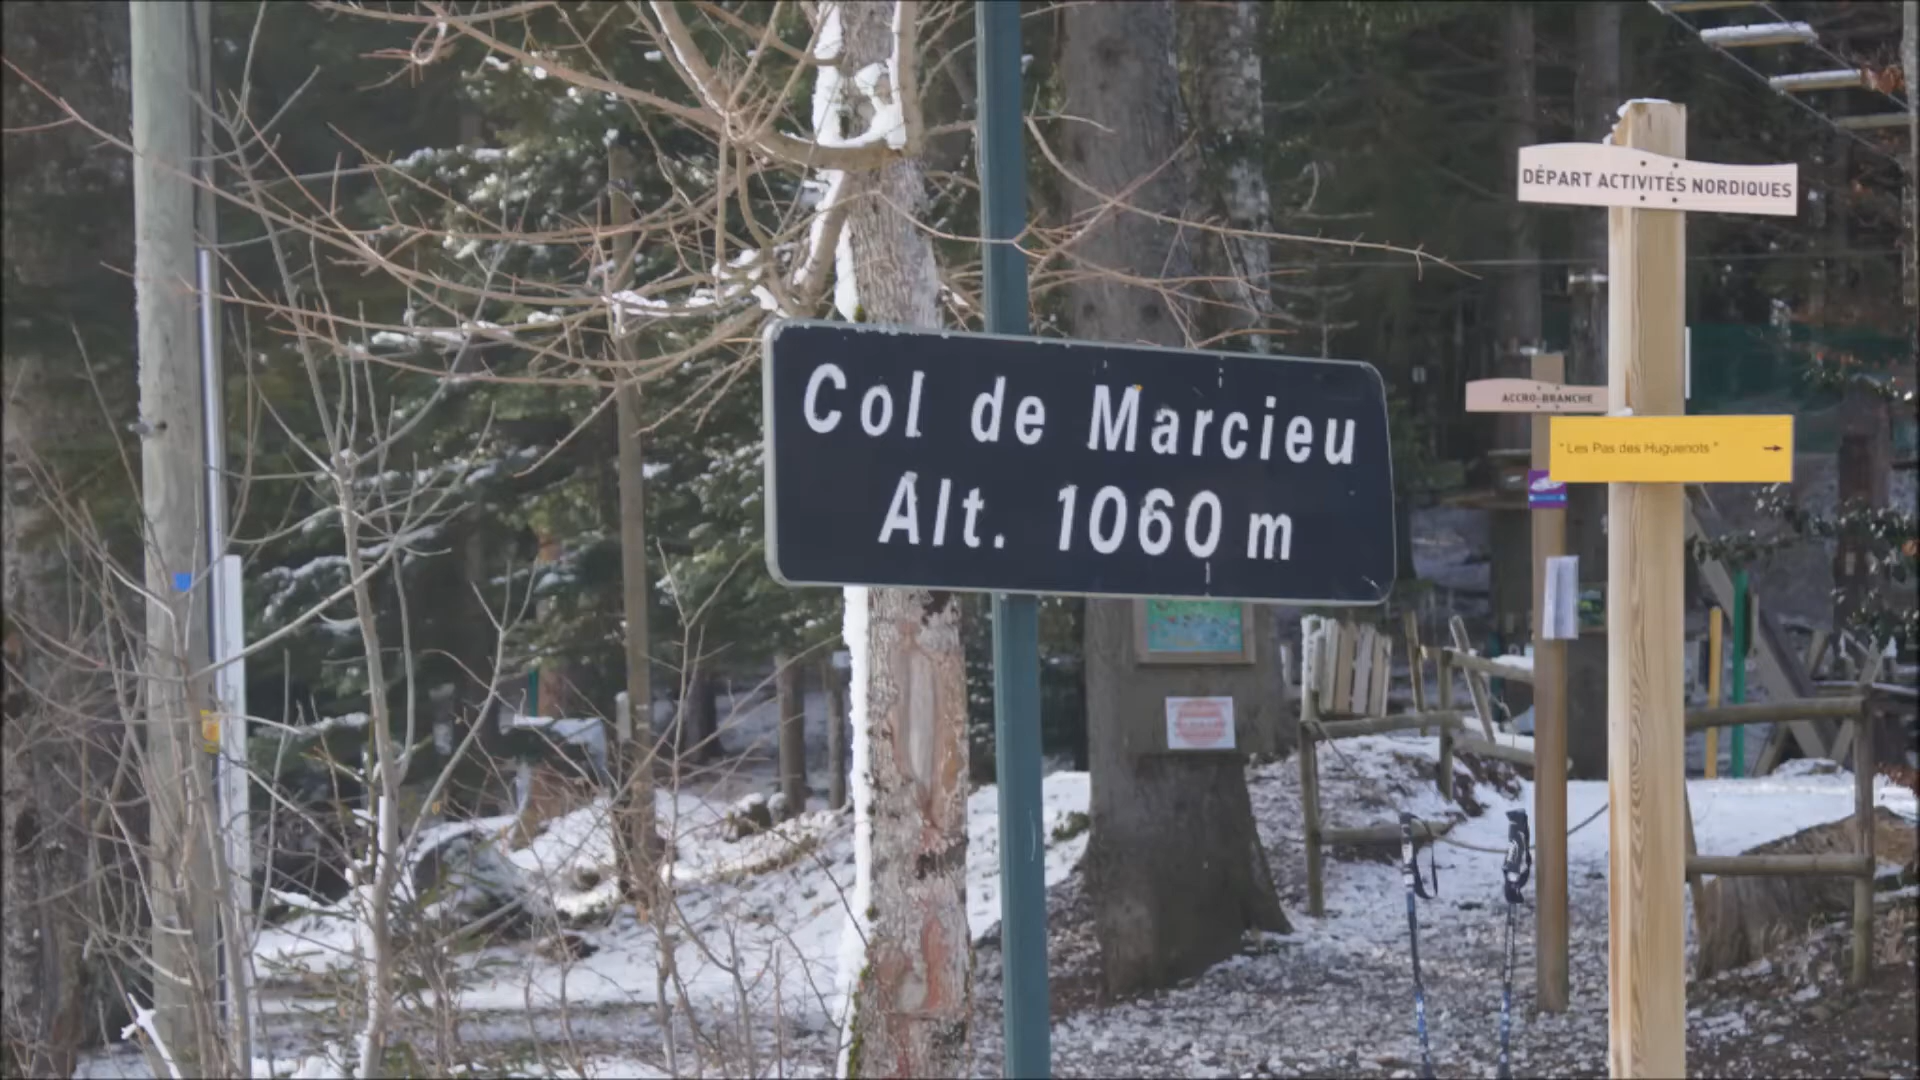 Col de Marcieu
Alt. 1060 m
DÉPART ACTIVITÉS NORDIQUES
ACCRO-BRANCHE
" Les Pas des Huguenots "